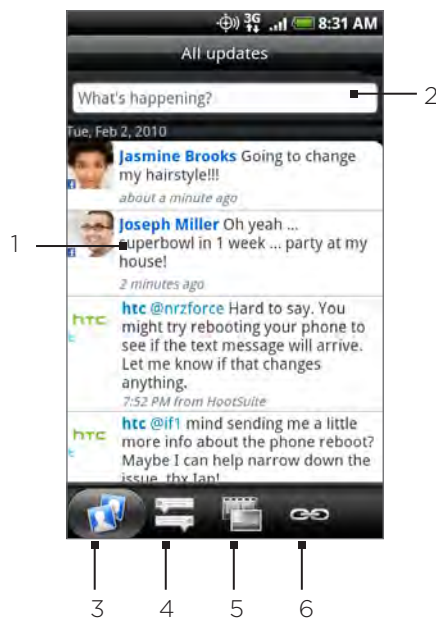 3G 8:31 AM
All updates
2
What's happening?
Tue, Feb 2, 2010
Jasmine Brooks Going to change
my hairstyle!!!
about a minute ago
1
Joseph Miller Oh yeah ...
superbowl in 1 week ... party at my
house!
2 minutes ago
htc
htc @nrzforce Hard to say. You
might try rebooting your phone to
see if the text message will arrive.
Let me know if that changes
anything.
7:52 PM from HootSuite
htc
htc @if1 mind sending me a little
more info about the phone reboot?
Maybe I can help narrow down the
issue, thx Ian!
3 4 5 6